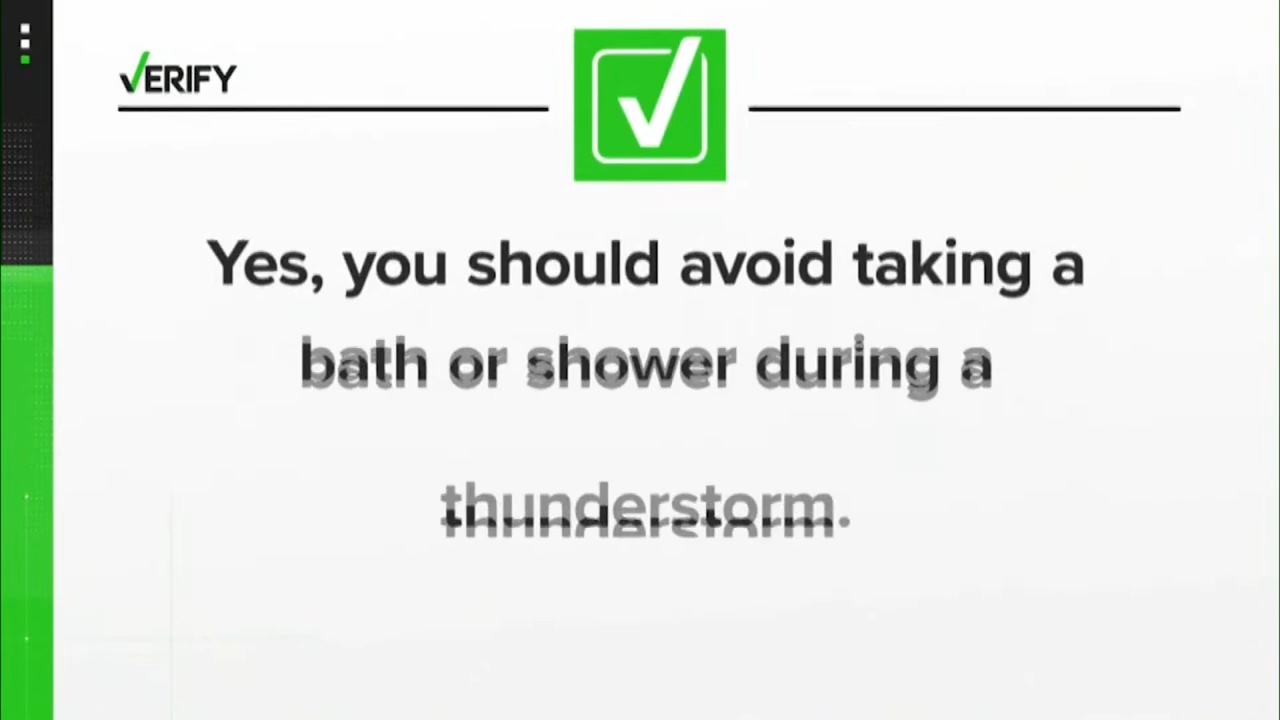 VERIFY
Yes, you should avoid taking a
bath or shower during a
thunderstorm.